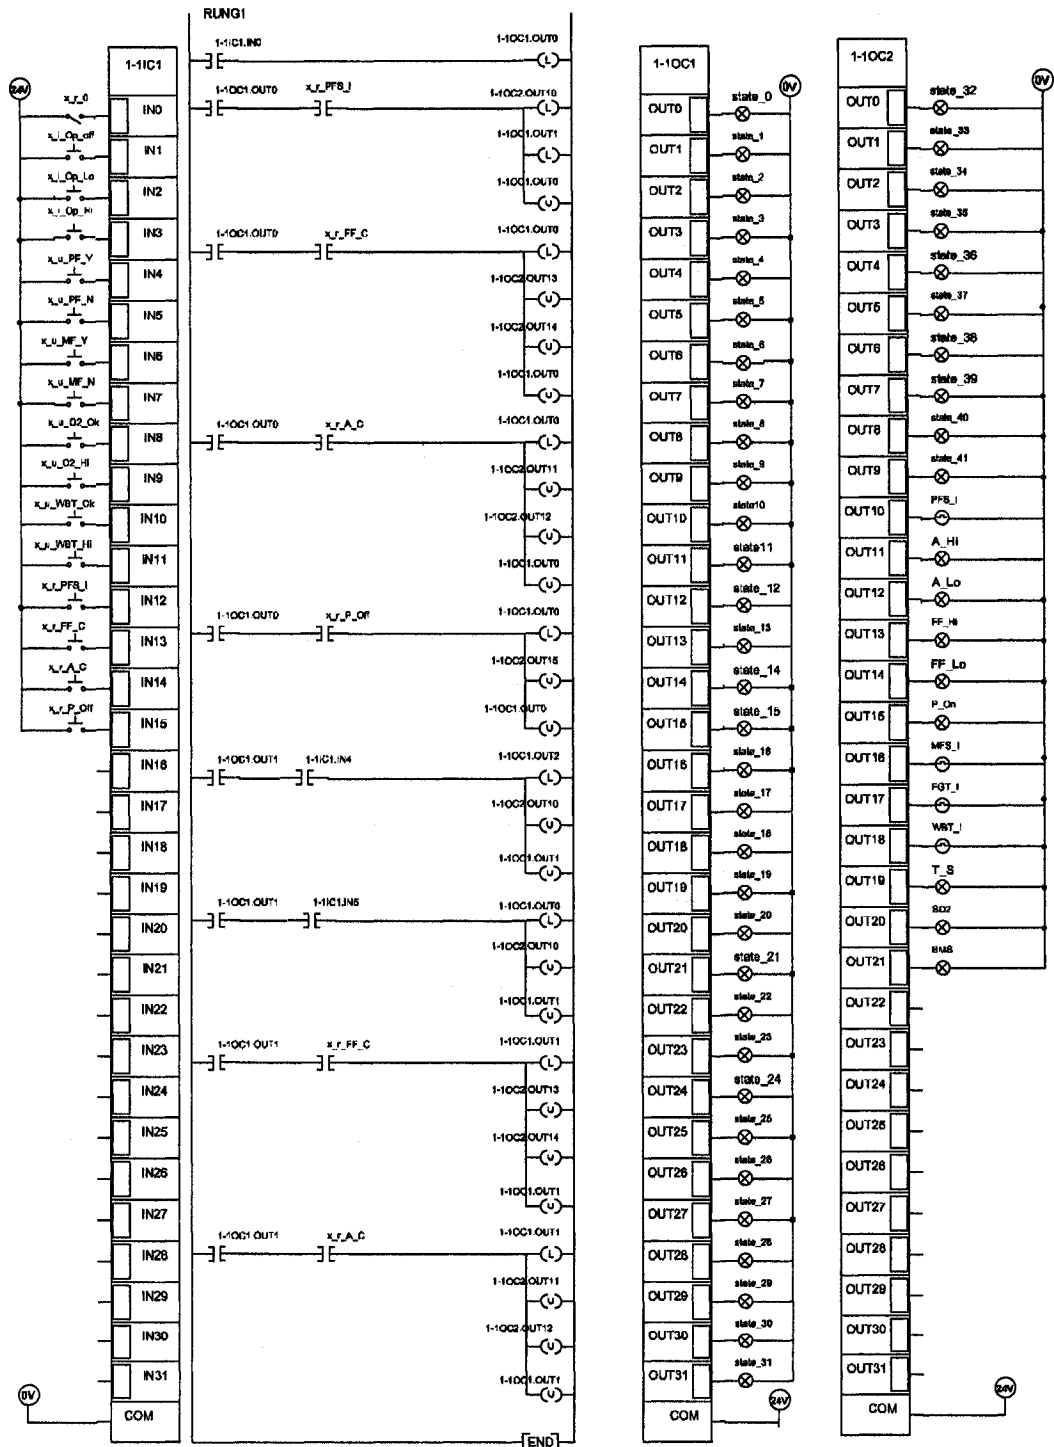 RUNG1
1-1IC1
24V
x_r_0
IN0
x_i_Op_off
IN1
x_i_Op_Lo
IN2
x_i_Op_Hi
IN3
x_u_PF_Y
IN4
x_u_PF_N
IN5
x_u_MF_Y
IN6
x_u_MF_N
IN7
x_u_O2_Ok
IN8
x_u_O2_Hi
IN9
x_u_WBT_Ok
IN10
x_u_WBT_Hi
IN11
x_r_PFS_I
IN12
x_r_FF_C
IN13
x_r_A_C
IN14
x_r_P_Off
IN15
IN16
IN17
IN18
IN19
IN20
IN21
IN22
IN23
IN24
IN25
IN26
IN27
IN28
IN29
IN30
IN31
0V
COM
1-1IC1.IN0
1-1OC1.OUT0
L
1-1OC1.OUT0
x_r_PFS_I
1-1OC2.OUT10
L
1-1OC1.OUT1
L
1-1OC1.OUT0
U
1-1OC1.OUT0
x_r_FF_C
1-1OC1.OUT0
L
1-1OC2.OUT13
U
1-1OC2.OUT14
U
1-1OC1.OUT0
U
1-1OC1.OUT0
x_r_A_C
1-1OC1.OUT0
L
1-1OC2.OUT11
U
1-1OC2.OUT12
U
1-1OC1.OUT0
U
1-1OC1.OUT0
x_r_P_Off
1-1OC1.OUT0
L
1-1OC2.OUT15
U
1-1OC1.OUT0
U
1-1OC1.OUT1
1-1IC1.IN4
1-1OC1.OUT2
L
1-1OC2.OUT10
U
1-1OC1.OUT1
U
1-1OC1.OUT1
1-1IC1.IN5
1-1OC1.OUT0
L
1-1OC2.OUT10
U
1-1OC1.OUT1
U
1-1OC1.OUT1
x_r_FF_C
1-1OC1.OUT1
L
1-1OC2.OUT13
U
1-1OC2.OUT14
U
1-1OC1.OUT1
U
1-1OC1.OUT1
x_r_A_C
1-1OC1.OUT1
L
1-1OC2.OUT11
U
1-1OC2.OUT12
U
1-1OC1.OUT1
U
END
1-1OC1
0V
OUT0
state_0
OUT1
state_1
OUT2
state_2
OUT3
state_3
OUT4
state_4
OUT5
state_5
OUT6
state_6
OUT7
state_7
OUT8
state_8
OUT9
state_9
OUT10
state10
OUT11
state11
OUT12
state_12
OUT13
state_13
OUT14
state_14
OUT15
state_15
OUT16
state_16
OUT17
state_17
OUT18
state_18
OUT19
state_19
OUT20
state_20
OUT21
state_21
OUT22
state_22
OUT23
state_23
OUT24
state_24
OUT25
state_25
OUT26
state_26
OUT27
state_27
OUT28
state_28
OUT29
state_29
OUT30
state_30
OUT31
state_31
COM
24V
1-1OC2
0V
OUT0
state_32
OUT1
state_33
OUT2
state_34
OUT3
state_35
OUT4
state_36
OUT5
state_37
OUT6
state_38
OUT7
state_39
OUT8
state_40
OUT9
state_41
OUT10
PFS_I
OUT11
A_Hi
OUT12
A_Lo
OUT13
FF_Hi
OUT14
FF_Lo
OUT15
P_On
OUT16
MFS_I
OUT17
FGT_I
OUT18
WBT_I
OUT19
T_S
OUT20
SO2
OUT21
BMS
OUT22
OUT23
OUT24
OUT25
OUT26
OUT27
OUT28
OUT29
OUT30
OUT31
COM
24V